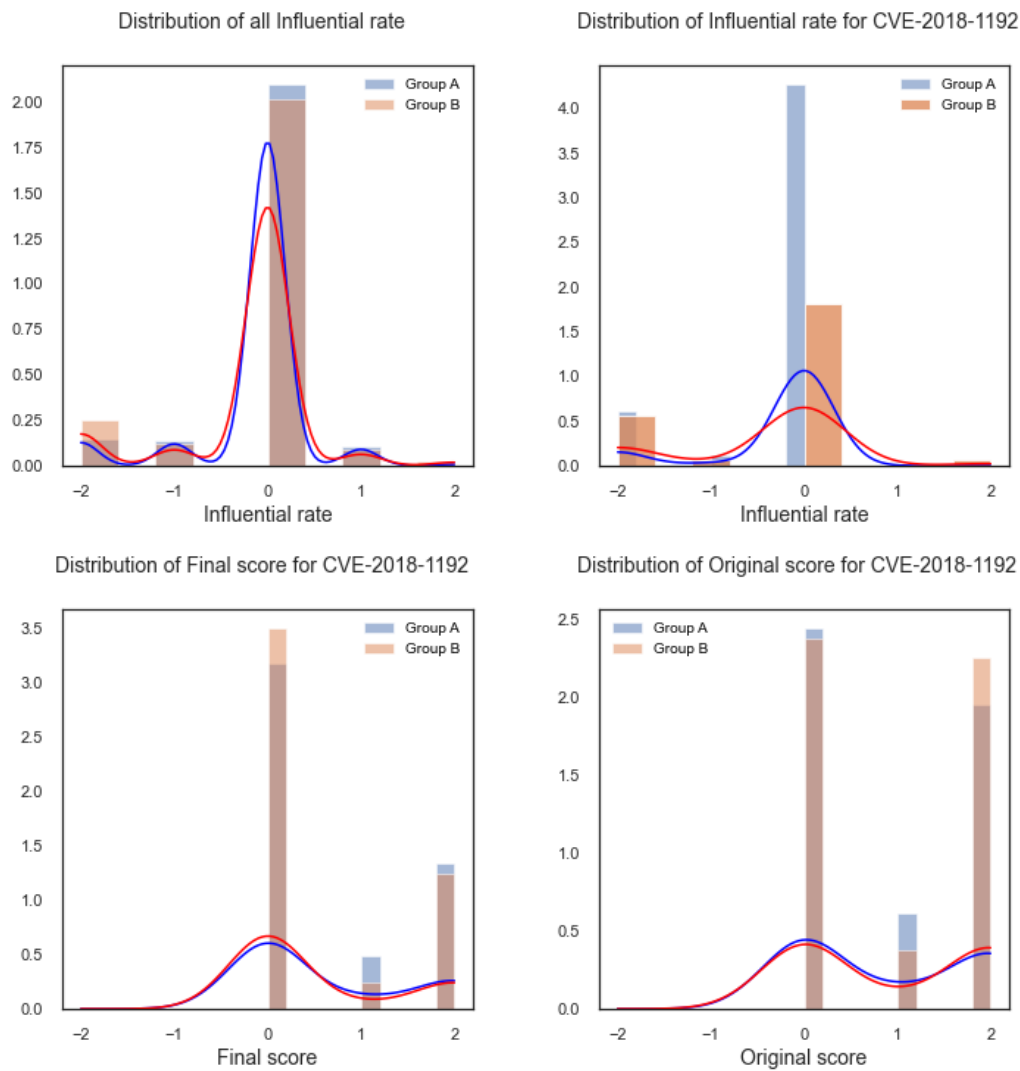 Distribution of all Influential rate
Group A
Group B
2.00
1.75
1.50
1.25
1.00
0.75
0.50
0.25
0.00
−2 −1 0 1 2
Influential rate
Distribution of Influential rate for CVE-2018-1192
Group A
Group B
4.0
3.5
3.0
2.5
2.0
1.5
1.0
0.5
0.0
−2 −1 0 1 2
Influential rate
Distribution of Final score for CVE-2018-1192
Group A
Group B
3.5
3.0
2.5
2.0
1.5
1.0
0.5
0.0
−2 −1 0 1 2
Final score
Distribution of Original score for CVE-2018-1192
Group A
Group B
2.5
2.0
1.5
1.0
0.5
0.0
−2 −1 0 1 2
Original score